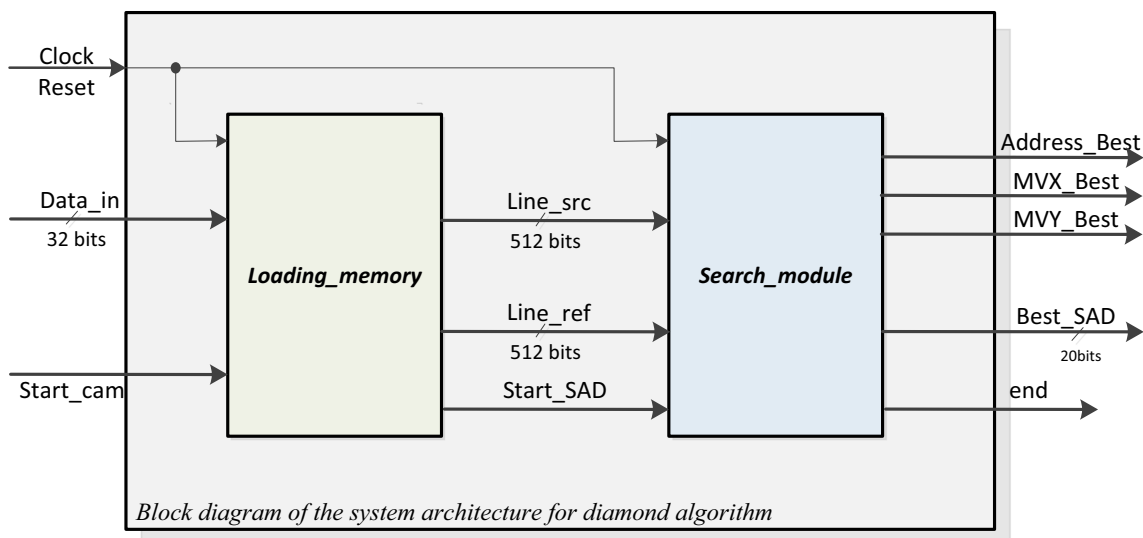 Clock
Reset
Data_in
32 bits
Start_cam
Loading_memory
Line_src
512 bits
Line_ref
512 bits
Start_SAD
Search_module
Address_Best
MVX_Best
MVY_Best
Best_SAD
20bits
end
Block diagram of the system architecture for diamond algorithm